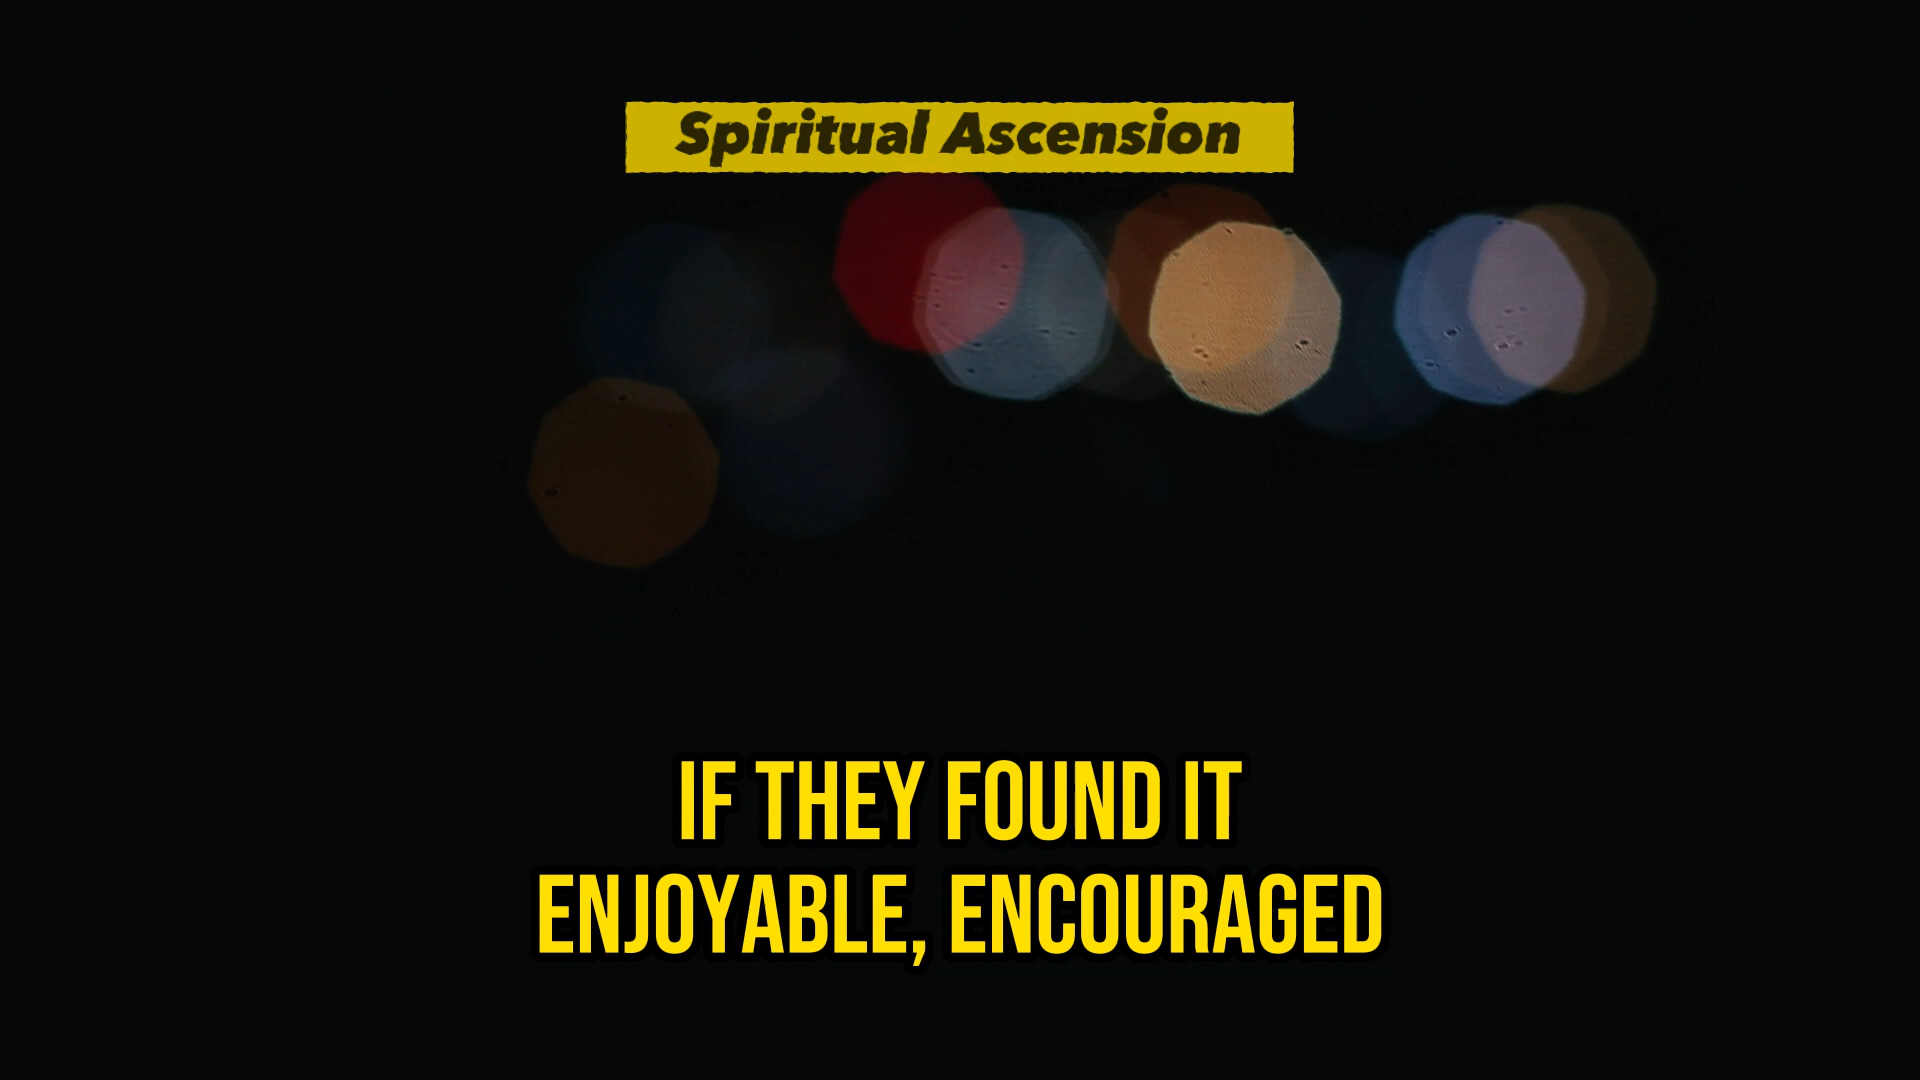 Spiritual Ascension
IF THEY FOUND IT
ENJOYABLE, ENCOURAGED